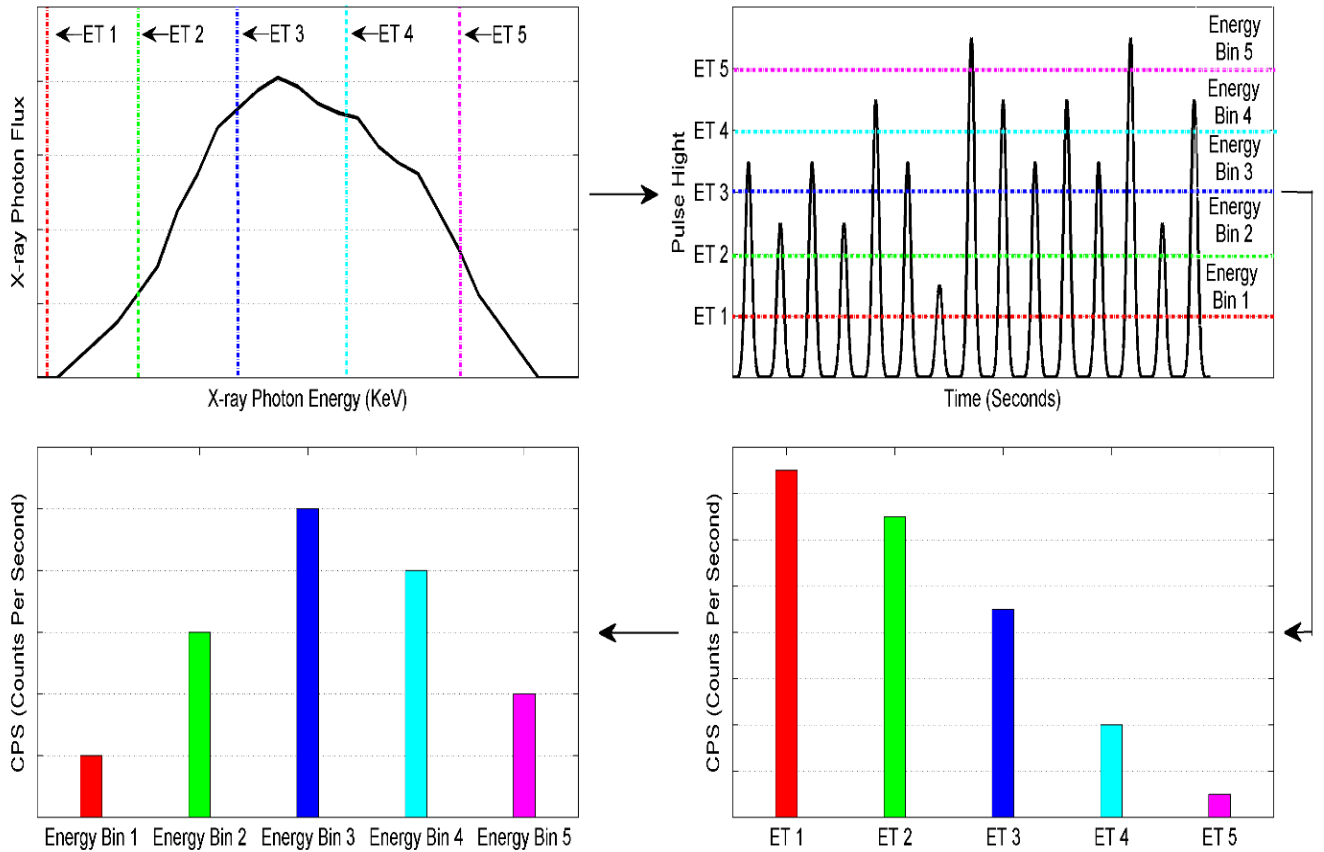 ←ET 1
←ET 2
←ET 3
←ET 4
←ET 5
X-ray Photon Flux
X-ray Photon Energy (KeV)
Pulse Hight
ET 5
ET 4
ET 3
ET 2
ET 1
Energy
Bin 5
Energy
Bin 4
Energy
Bin 3
Energy
Bin 2
Energy
Bin 1
Time (Seconds)
CPS (Counts Per Second)
Energy Bin 1
Energy Bin 2
Energy Bin 3
Energy Bin 4
Energy Bin 5
CPS (Counts Per Second)
ET 1
ET 2
ET 3
ET 4
ET 5